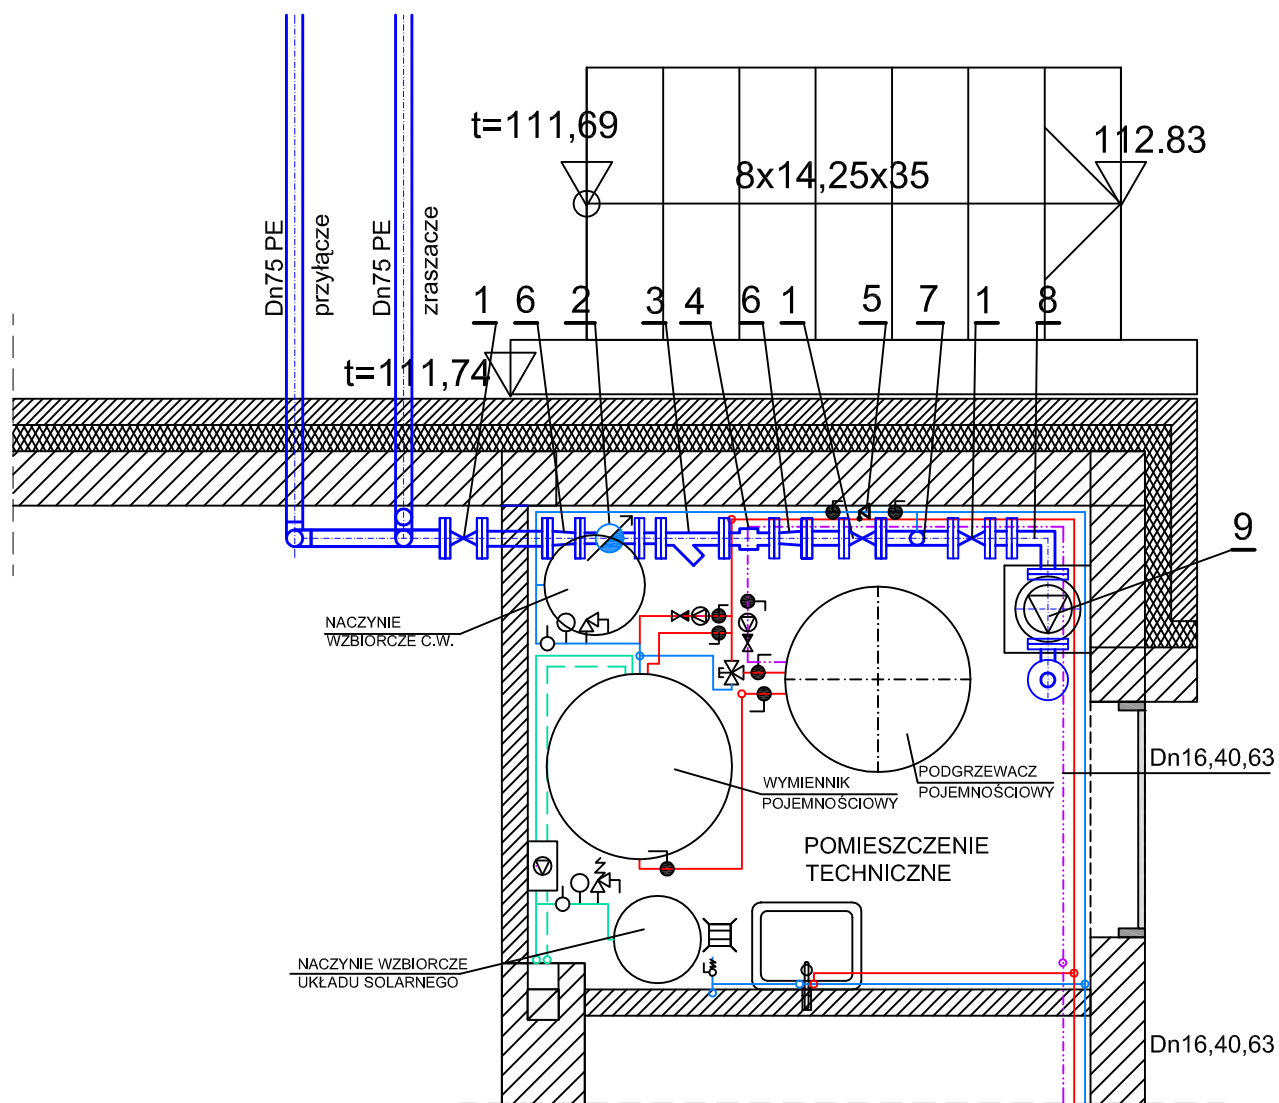 t=111,69
112.83
8x14,25x35
Dn75 PE
przyłącze
Dn75 PE
zraszacze
1 6 2 3 4 6 1 5 7 1 8
t=111,74
9
NACZYNIE
WZBIORCZE C.W.
WYMIENNIK
POJEMNOŚCIOWY
PODGRZEWACZ
POJEMNOŚCIOWY
Dn16,40,63
POMIESZCZENIE
TECHNICZNE
NACZYNIE WZBIORCZE
UKŁADU SOLARNEGO
Dn16,40,63